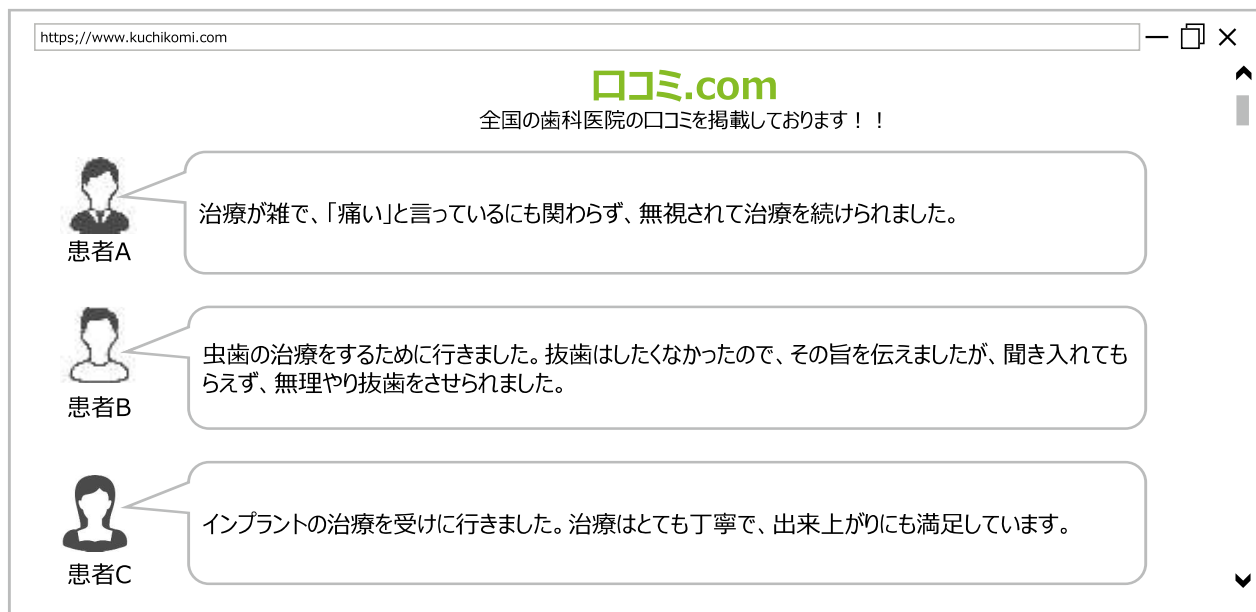 https;//www.kuchikomi.com
口コミ.com
全国の歯科医院の口コミを掲載しております！！
治療が雑で、「痛い」と言っているにも関わらず、無視されて治療を続けられました。
患者A
虫歯の治療をするために行きました。抜歯はしたくなかったので、その旨を伝えましたが、聞き入れても
らえず、無理やり抜歯をさせられました。
患者B
インプラントの治療を受けに行きました。治療はとても丁寧で、出来上がりにも満足しています。
患者C